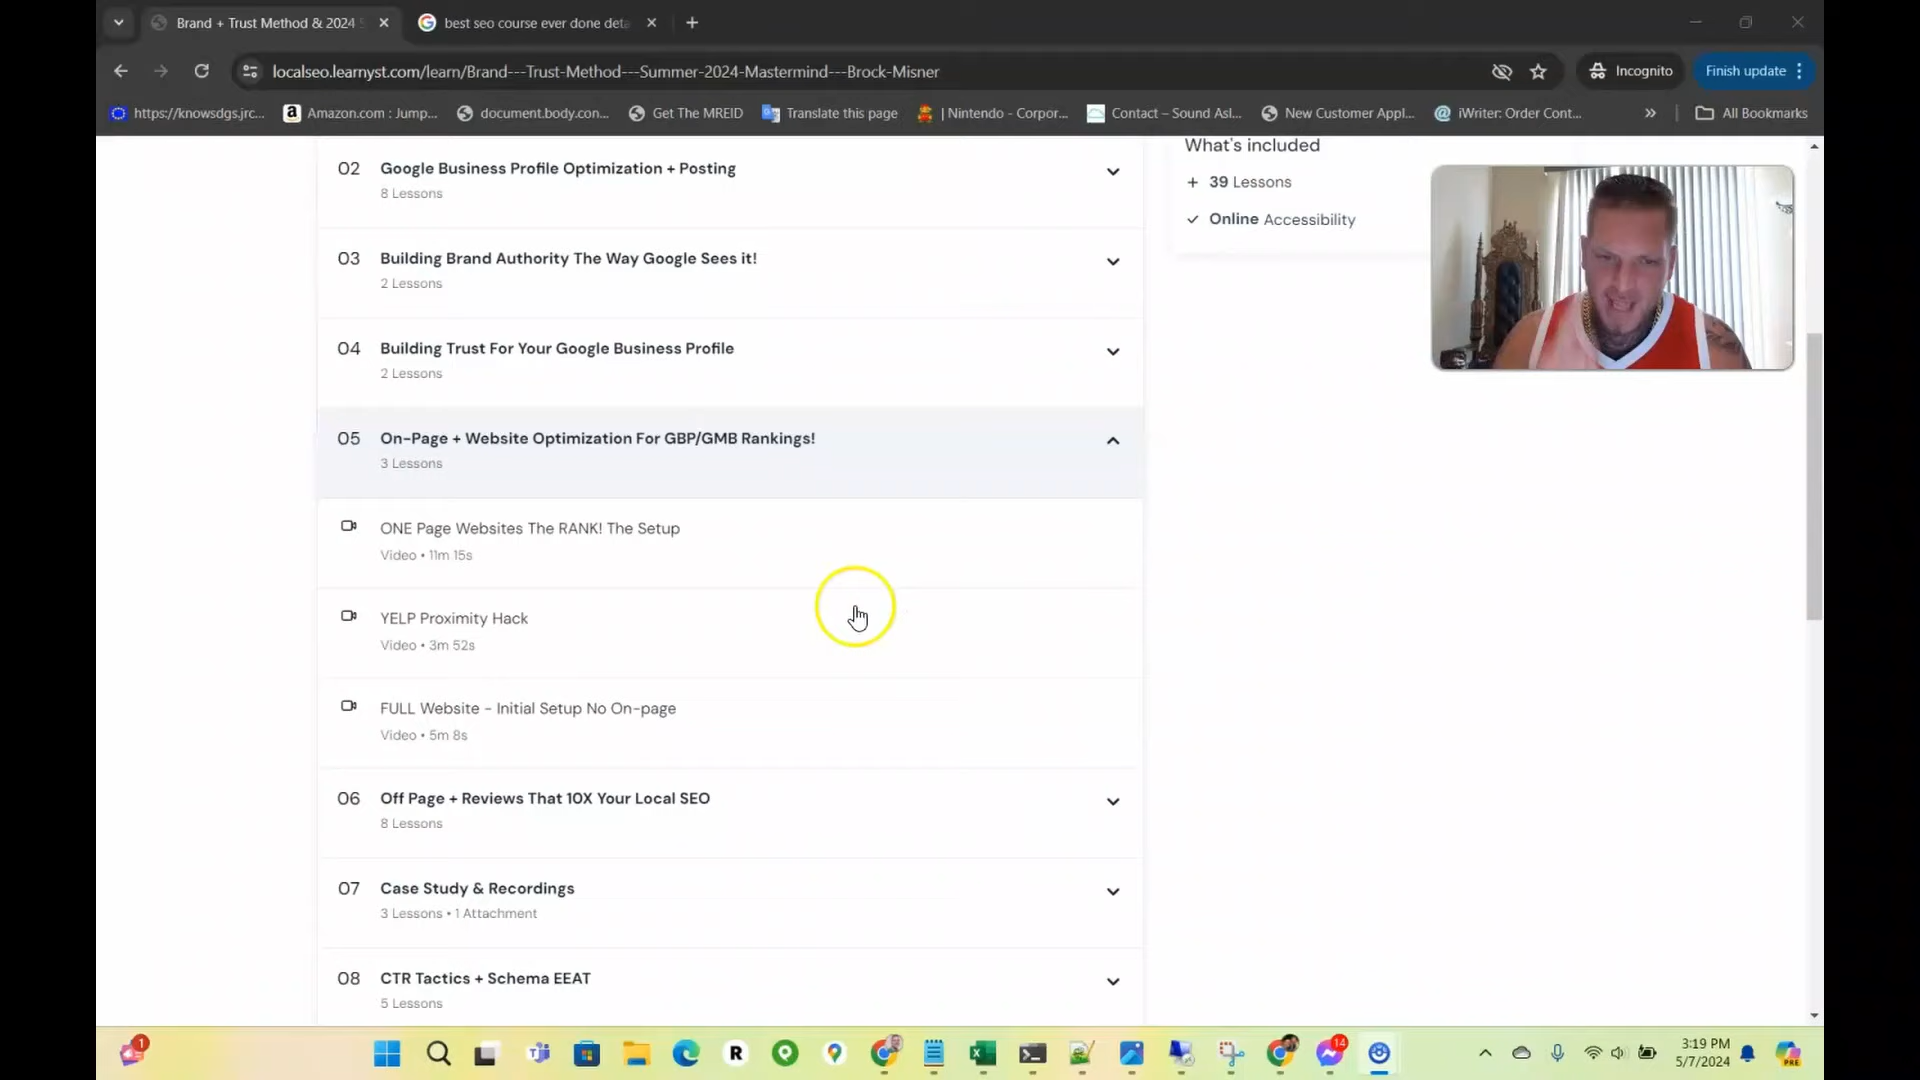 Brand + Trust Method & 2024 S
best seo course ever done deta
localseo.learnyst.com/learn/Brand---Trust-Method---Summer-2024-Mastermind---Brock-Misner
Incognito
Finish update
https://knowsdgs.jrc...
Amazon.com : Jump...
document.body.con...
Get The MREID
Translate this page
| Nintendo - Corpor...
Contact – Sound Asl...
New Customer Appl...
iWriter: Order Cont...
»
All Bookmarks
02 Google Business Profile Optimization + Posting
8 Lessons
03 Building Brand Authority The Way Google Sees it!
2 Lessons
04 Building Trust For Your Google Business Profile
2 Lessons
05 On-Page + Website Optimization For GBP/GMB Rankings!
3 Lessons
ONE Page Websites The RANK! The Setup
Video • 11m 15s
YELP Proximity Hack
Video • 3m 52s
FULL Website - Initial Setup No On-page
Video • 5m 8s
06 Off Page + Reviews That 10X Your Local SEO
8 Lessons
07 Case Study & Recordings
3 Lessons • 1 Attachment
08 CTR Tactics + Schema EEAT
5 Lessons
What's included
+ 39 Lessons
✓ Online Accessibility
1
R
14
3:19 PM
5/7/2024
PRE